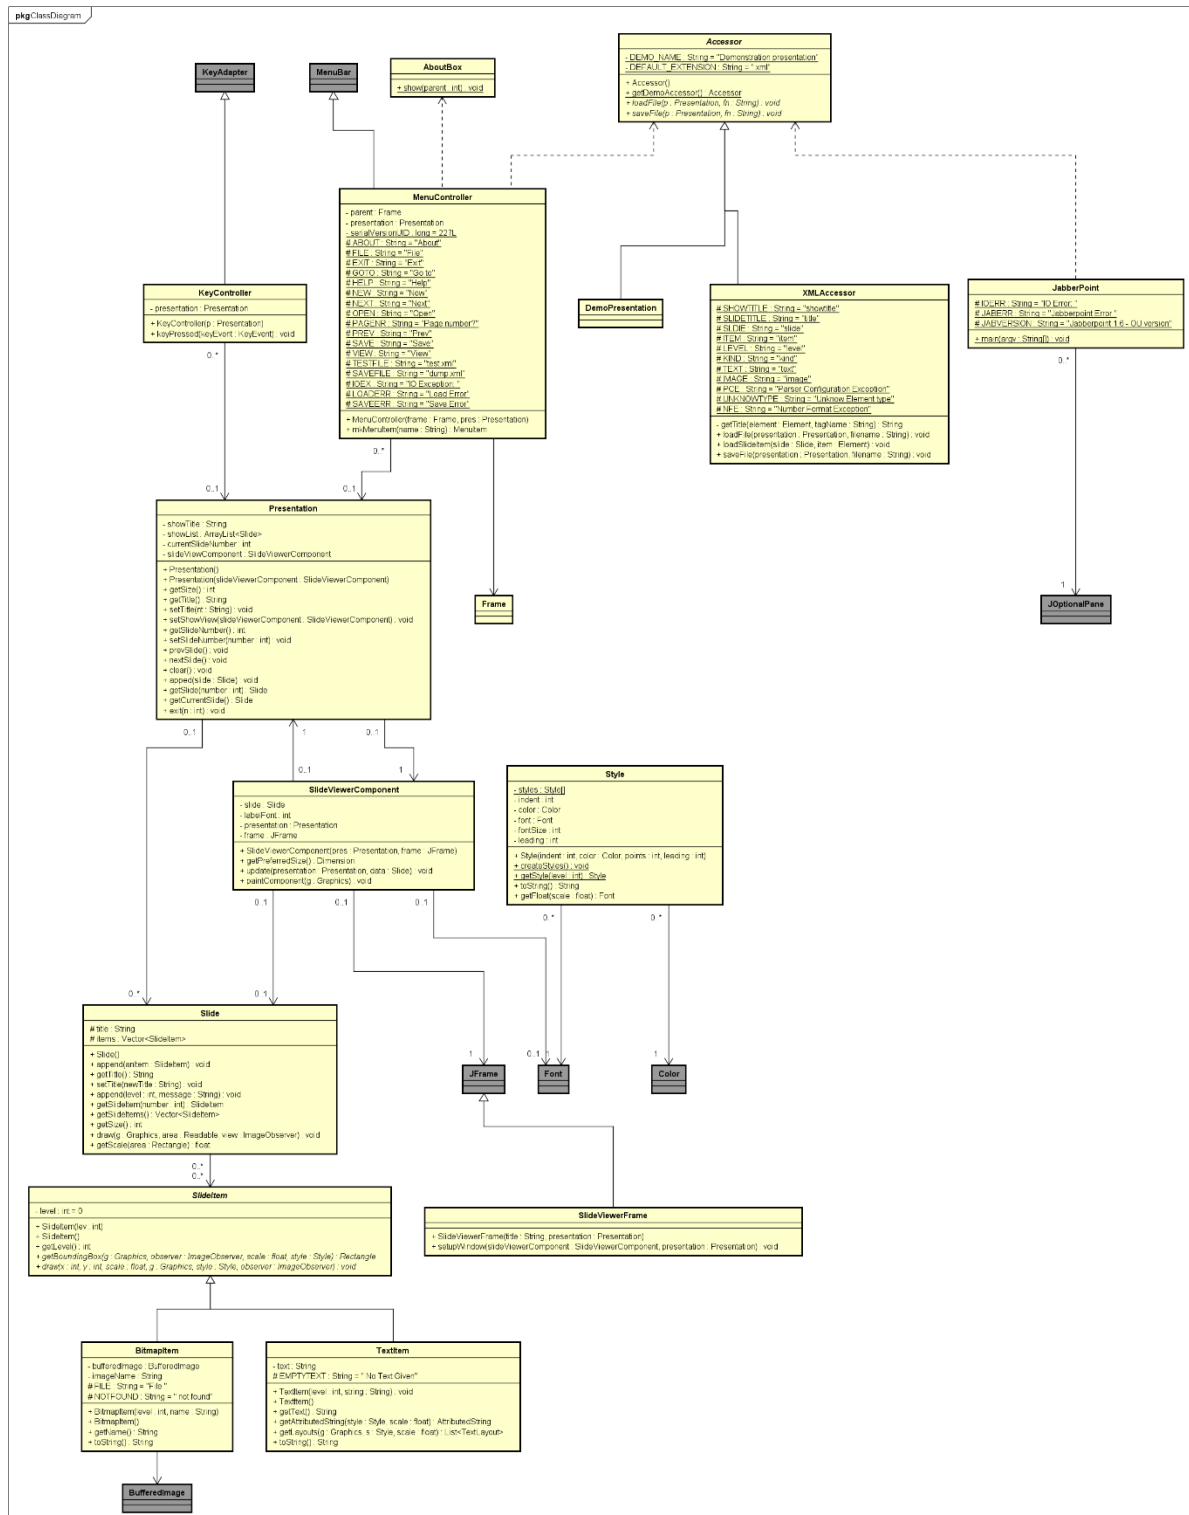 pkg ClassDiagram
Accessor
- DEMO_NAME : String = "Demonstration presentation"
- DEFAULT_EXTENSION : String = ".xml"
+ Accessor()
+ getDemoAccessor() : Accessor
+ loadFile(p : Presentation, fn : String) : void
+ saveFile(p : Presentation, fn : String) : void
KeyAdapter
MenuBar
AboutBox
+ show(parent : int) : void
MenuController
- parent : Frame
- presentation : Presentation
- serialVersionUID : long = 227L
# ABOUT : String = "About"
# FILE : String = "File"
# EXIT : String = "Exit"
# GOTO : String = "Go to"
# HELP : String = "Help"
# NEW : String = "New"
# NEXT : String = "Next"
# OPEN : String = "Open"
# PAGENR : String = "Page number?"
# PREV : String = "Prev"
# SAVE : String = "Save"
# VIEW : String = "View"
# TESTFILE : String = "test.xml"
# SAVEFILE : String = "dump.xml"
# IOEX : String = "IO Exception: "
# LOADERR : String = "Load Error"
# SAVEERR : String = "Save Error"
+ MenuController(frame : Frame, pres : Presentation)
+ mkMenuItem(name : String) : MenuItem
KeyController
- presentation : Presentation
+ KeyController(p : Presentation)
+ keyPressed(keyEvent : KeyEvent) : void
DemoPresentation
XMLAccessor
# SHOWTITLE : String = "showtitle"
# SLIDETITLE : String = "title"
# SLDIE : String = "slide"
# ITEM : String = "item"
# LEVEL : String = "level"
# KIND : String = "kind"
# TEXT : String = "text"
# IMAGE : String = "image"
# PCE : String = "Parser Configuration Exception"
# UNKNOWTYPE : String = "Unknow Element type"
# NFE : String = "Number Format Exception"
- getTitle(element : Element, tagName : String) : String
+ loadFile(presentation : Presentation, filename : String) : void
+ loadSlideItem(slide : Slide, item : Element) : void
+ saveFile(presentation : Presentation, filename : String) : void
JabberPoint
# IOERR : String = "IO Error: "
# JABERR : String = "Jabberpoint Error "
# JABVERSION : String = "Jabberpoint 1.6 - OU version"
+ main(argv : String[]) : void
0..*
0..*
0..*
0..1
0..1
1
Presentation
- showTitle : String
- showList : ArrayList<Slide>
- currentSlideNumber : int
- slideViewComponent : SlideViewerComponent
+ Presentation()
+ Presentation(slideViewerComponent : SlideViewerComponent)
+ getSize() : int
+ getTitle() : String
+ setTitle(nt : String) : void
+ setShowView(slideViewerComponent : SlideViewerComponent) : void
+ getSlideNumber() : int
+ setSlideNumber(number : int) : void
+ prevSlide() : void
+ nextSlide() : void
+ clear() : void
+ apped(slide : Slide) : void
+ getSlide(number : int) : Slide
+ getCurrentSlide() : Slide
+ exit(n : int) : void
Frame
JOptionalPane
0..1
1
0..1
0..1
1
SlideViewerComponent
- slide : Slide
- labelFont : int
- presentation : Presentation
- frame : JFrame
+ SlideViewerComponent(pres : Presentation, frame : JFrame)
+ getPreferredSize() : Dimension
+ update(presentation : Presentation, data : Slide) : void
+ paintComponent(g : Graphics) : void
Style
- styles : Style[]
- indent : int
- color : Color
- font : Font
- fontSize : int
- leading : int
+ Style(indent : int, color : Color, points : int, leading : int)
+ createStyles() : void
+ getStyle(level : int) : Style
+ toString() : String
+ getFloat(scale : float) : Font
0..1
0..1
0..1
0..*
0..*
0..*
0..1
1
0..1
1
1
Slide
# title : String
# items : Vector<SlideItem>
+ Slide()
+ append(anItem : SlideItem) : void
+ getTitle() : String
+ setTitle(newTitle : String) : void
+ append(level : int, message : String) : void
+ getSlideItem(number : int) : SlideItem
+ getSlideItems() : Vector<SlideItem>
+ getSize() : int
+ draw(g : Graphics, area : Readable, view : ImageObserver) : void
+ getScale(area : Rectangle) : float
JFrame
Font
Color
0..*
0..*
SlideItem
- level : int = 0
+ SlideItem(lev : int)
+ SlideItem()
+ getLevel() : int
+ getBoundingBox(g : Graphics, observer : ImageObserver, scale : float, style : Style) : Rectangle
+ draw(x : int, y : int, scale : float, g : Graphics, style : Style, observer : ImageObserver) : void
SlideViewerFrame
+ SlideViewerFrame(title : String, presentation : Presentation)
+ setupWindow(slideViewerComponent : SlideViewerComponent, presentation : Presentation) : void
BitmapItem
- bufferedImage : BufferedImage
- imageName : String
# FILE : String = "File "
# NOTFOUND : String = " not found"
+ BitmapItem(level : int, name : String)
+ BitmapItem()
+ getName() : String
+ toString() : String
TextItem
- text : String
# EMPTYTEXT : String = " No Text Given"
+ TextItem(level : int, string : String) : void
+ TextItem()
+ getText() : String
+ getAttributedString(style : Style, scale : float) : AttributedString
+ getLayouts(g : Graphics, s : Style, scale : float) : List<TextLayout>
+ toString() : String
BufferedImage